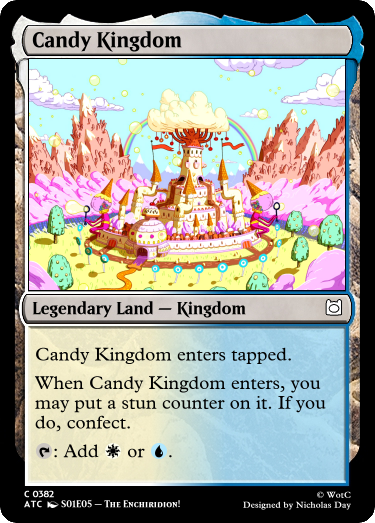 Candy Kingdom
Legendary Land — Kingdom
Candy Kingdom enters tapped.
When Candy Kingdom enters, you
may put a stun counter on it. If you
do, confect.
: Add or .
C 0382
ATC S01E05 — The Enchiridion!
© WotC
Designed by Nicholas Day